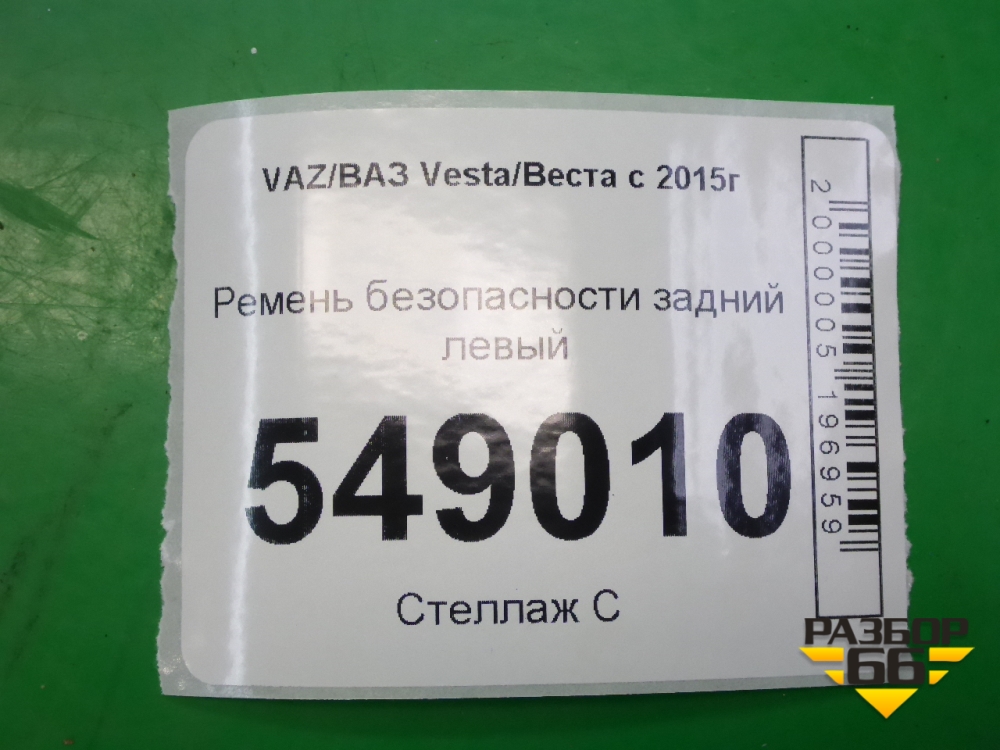 VAZ/ВАЗ Vesta/Веста с 2015г
Ремень безопасности задний
левый
549010
Стеллаж С
2000005196959
РАЗБОР
66